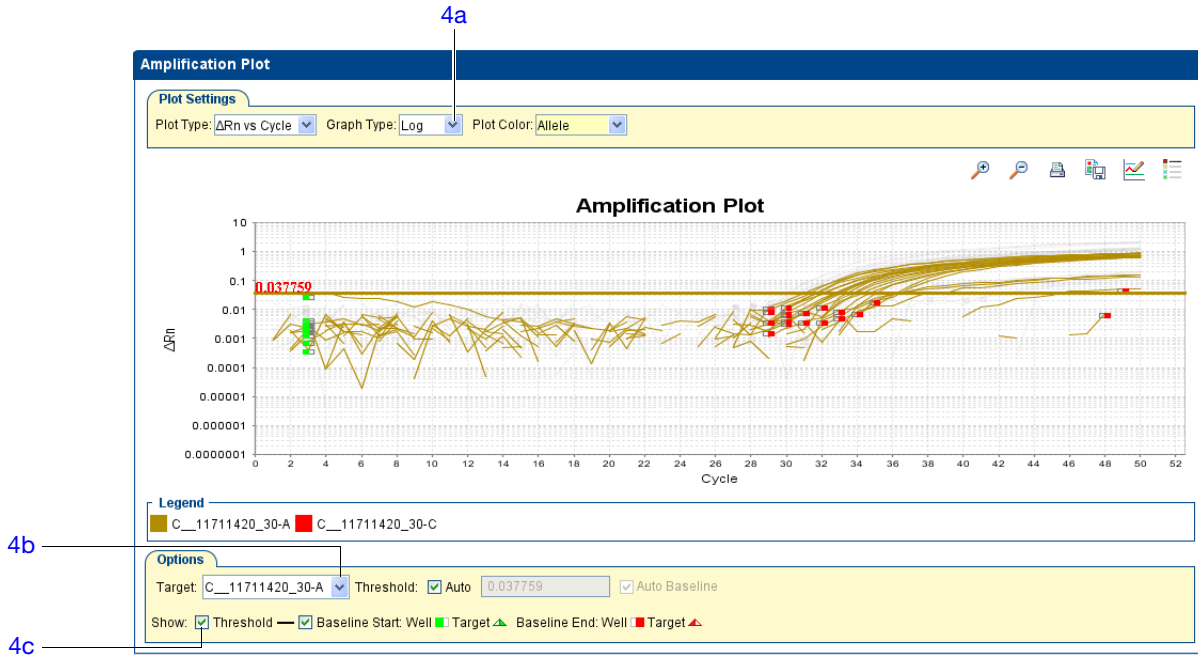 4a
Amplification Plot
Plot Settings
Plot Type: ΔRn vs Cycle Graph Type: Log Plot Color: Allele
Amplification Plot
10
1
0.1
0.037759
0.01
0.001
0.0001
0.00001
0.000001
0.0000001
ΔRn
0 2 4 6 8 10 12 14 16 18 20 22 24 26 28 30 32 34 36 38 40 42 44 46 48 50 52
Cycle
Legend
C__11711420_30-A C__11711420_30-C
4b
Options
Target: C__11711420_30-A Threshold: Auto 0.037759 Auto Baseline
Show: Threshold Baseline Start: Well Target Baseline End: Well Target
4c